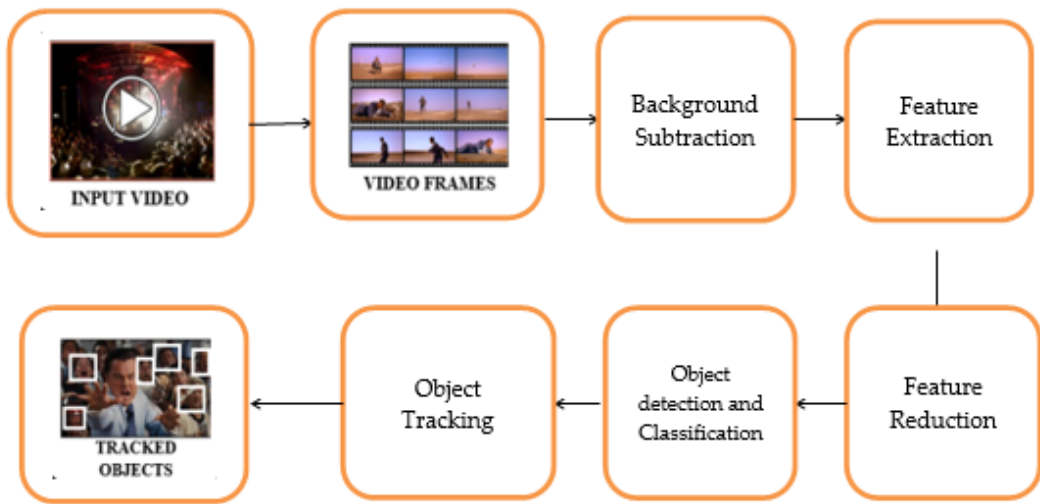 INPUT VIDEO
VIDEO FRAMES
Background
Subtraction
Feature
Extraction
Feature
Reduction
Object
detection and
Classification
Object
Tracking
TRACKED
OBJECTS